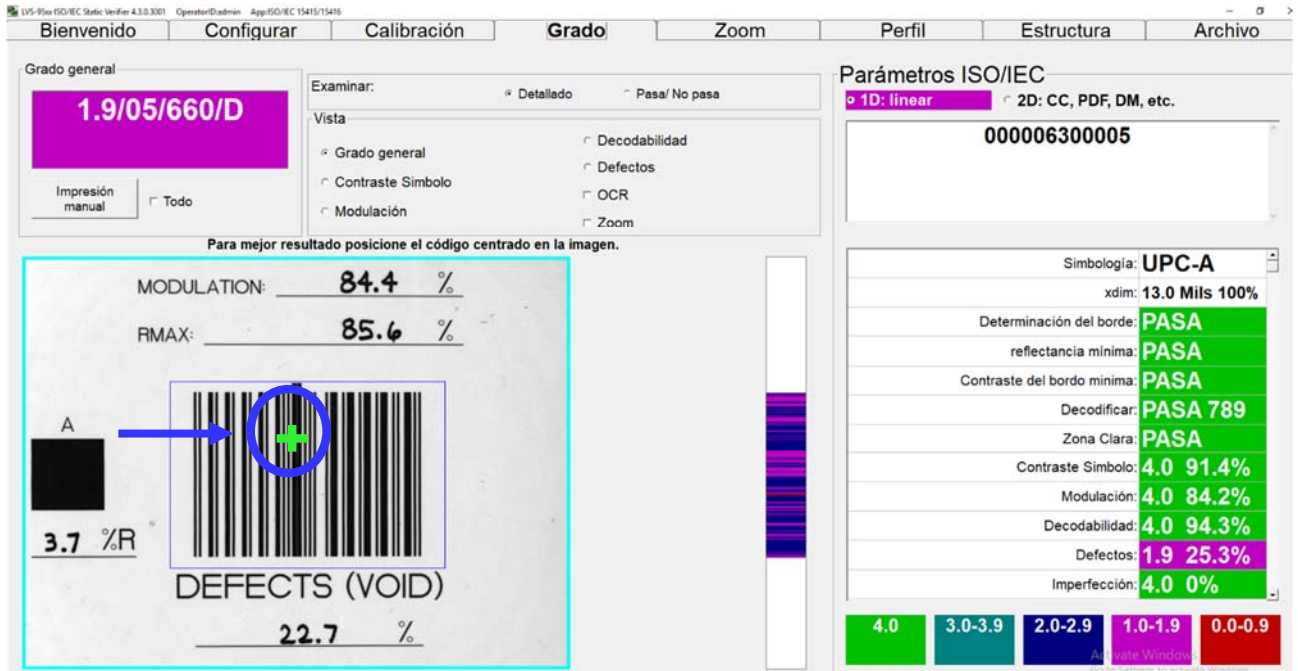 LVS-95xx ISO/IEC Static Verifier 4.3.0.3001 OperatorID:admin App:ISO/IEC 15415/15416
Bienvenido Configurar Calibración Grado Zoom Perfil Estructura Archivo
Grado general
1.9/05/660/D
Impresión manual
Todo
Examinar:
Detallado
Pasa/ No pasa
Vista
Grado general
Contraste Simbolo
Modulación
Decodabilidad
Defectos
OCR
Zoom
Para mejor resultado posicione el código centrado en la imagen.
MODULATION: 84.4 %
RMAX: 85.6 %
A
3.7 %R
DEFECTS (VOID)
22.7 %
Parámetros ISO/IEC
1D: linear
2D: CC, PDF, DM, etc.
000006300005
Simbología: UPC-A
xdim: 13.0 Mils 100%
Determinación del borde: PASA
reflectancia mínima: PASA
Contraste del bordo minima: PASA
Decodificar: PASA 789
Zona Clara: PASA
Contraste Simbolo: 4.0 91.4%
Modulación: 4.0 84.2%
Decodabilidad: 4.0 94.3%
Defectos: 1.9 25.3%
Imperfección: 4.0 0%
4.0 3.0-3.9 2.0-2.9 1.0-1.9 0.0-0.9
Activate Windows